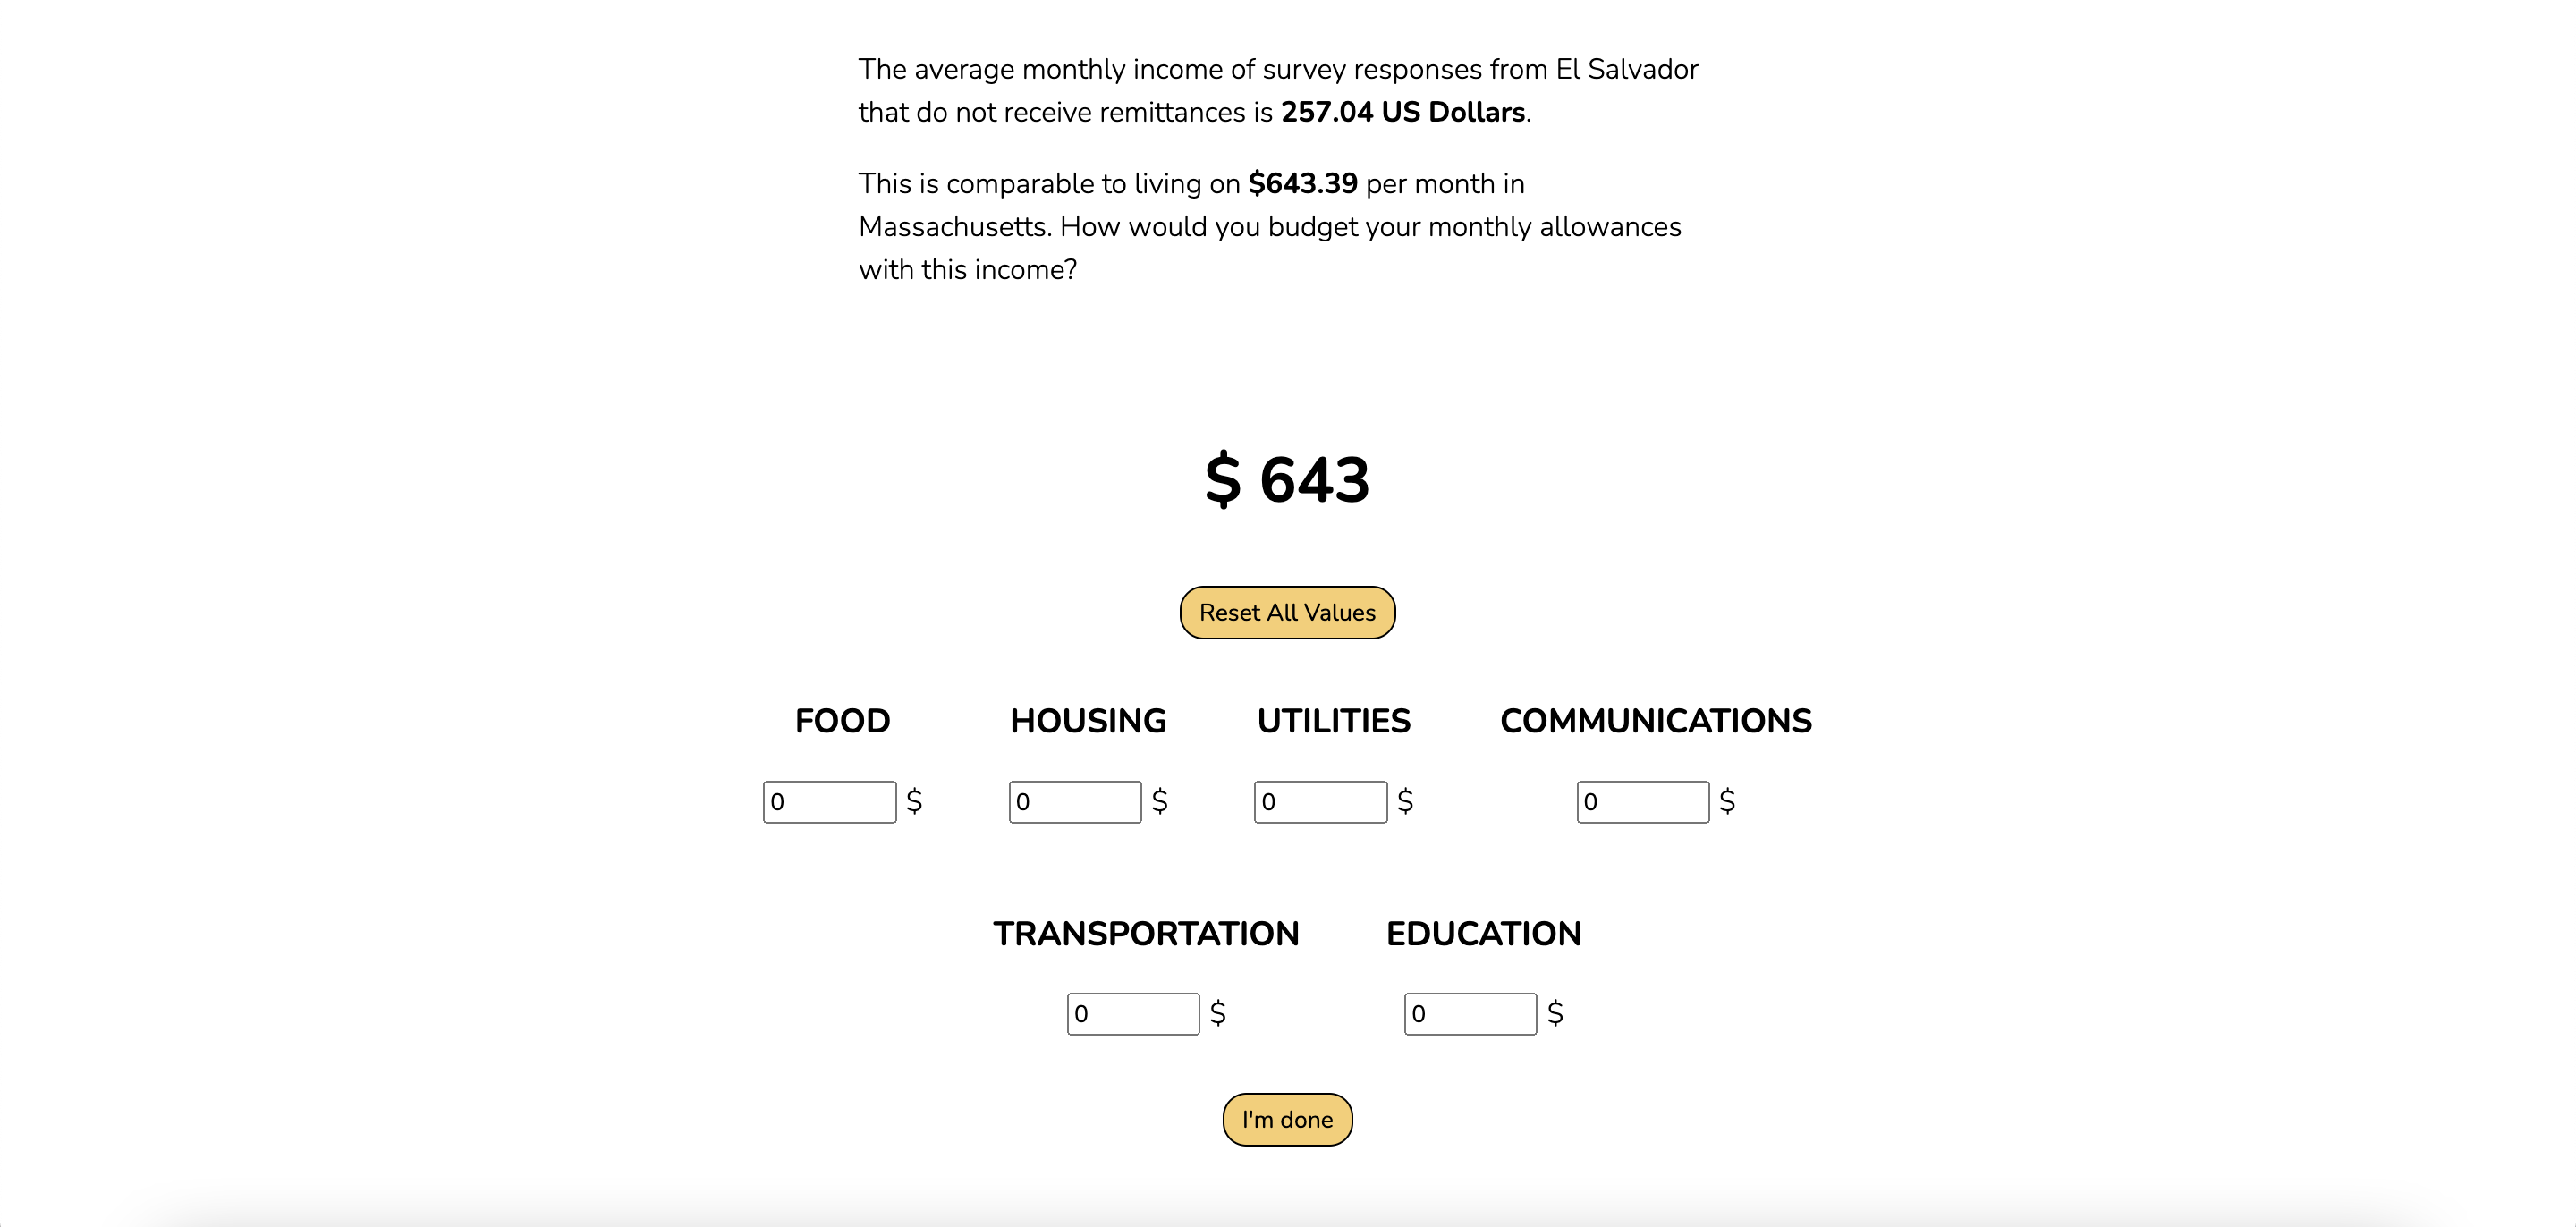 The average monthly income of survey responses from El Salvador
that do not receive remittances is 257.04 US Dollars.
This is comparable to living on $643.39 per month in
Massachusetts. How would you budget your monthly allowances
with this income?
$ 643
Reset All Values
FOOD HOUSING UTILITIES COMMUNICATIONS
0 $ 0 $ 0 $ 0 $
TRANSPORTATION EDUCATION
0 $ 0 $
I'm done